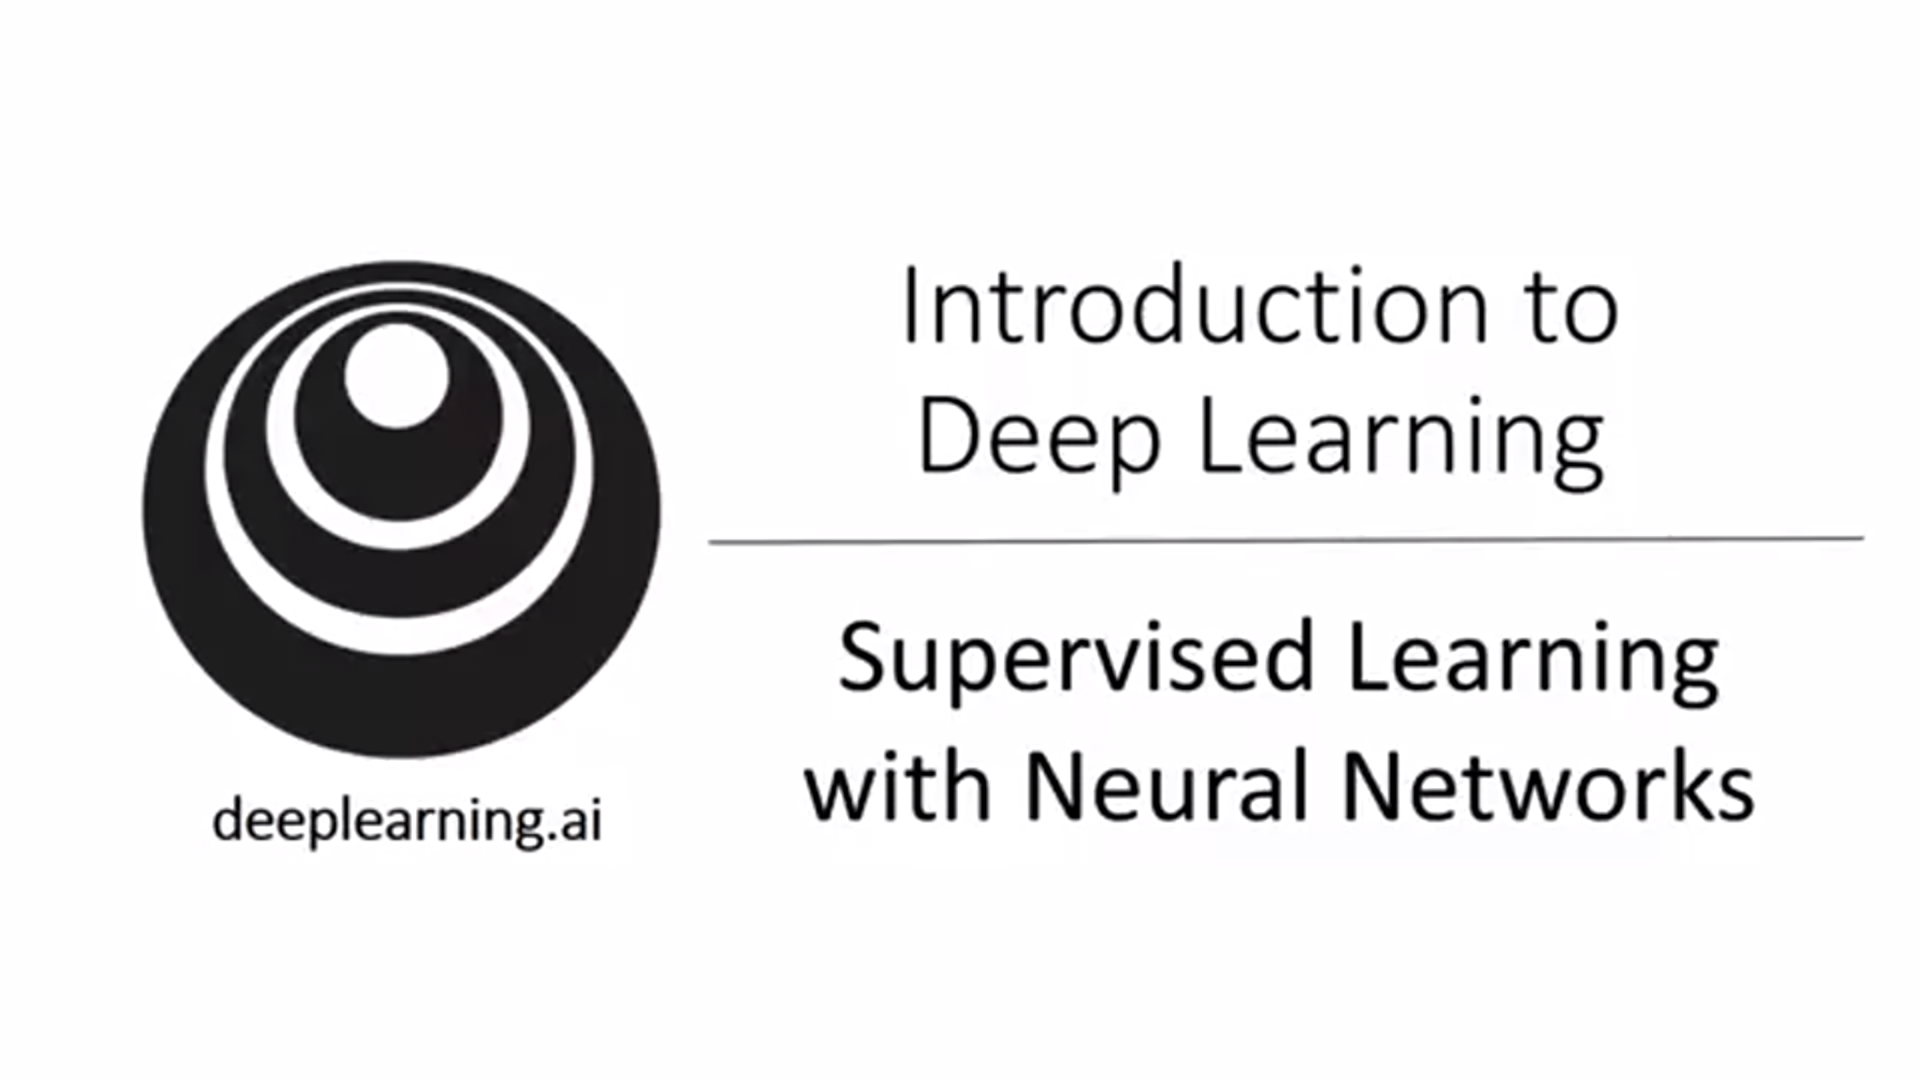 Introduction to
Deep Learning
Supervised Learning
with Neural Networks
deeplearning.ai